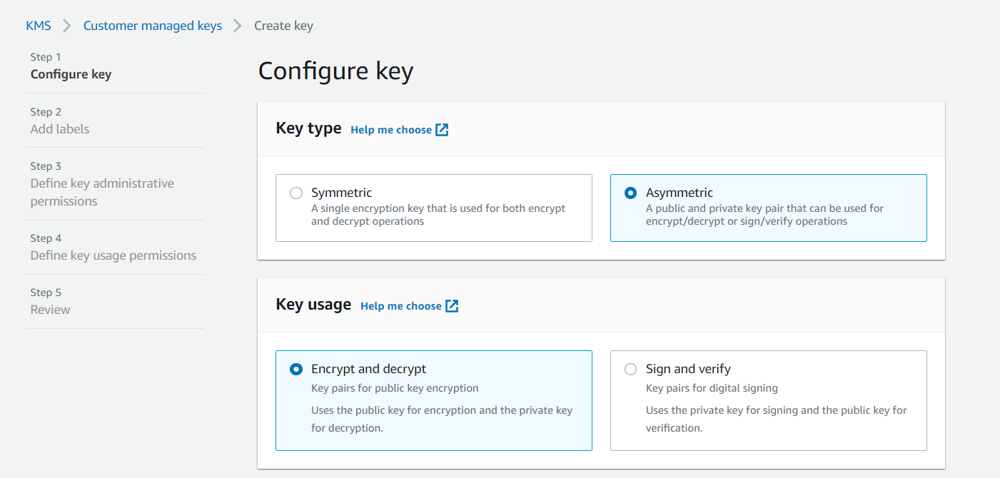 KMS Customer managed keys Create key
Step 1
Configure key
Step 2
Add labels
Step 3
Define key administrative
permissions
Step 4
Define key usage permissions
Step 5
Review
Configure key
Key type Help me choose
Symmetric
A single encryption key that is used for both encrypt
and decrypt operations
Asymmetric
A public and private key pair that can be used for
encrypt/decrypt or sign/verify operations
Key usage Help me choose
Encrypt and decrypt
Key pairs for public key encryption
Uses the public key for encryption and the private key
for decryption.
Sign and verify
Key pairs for digital signing
Uses the private key for signing and the public key for
verification.